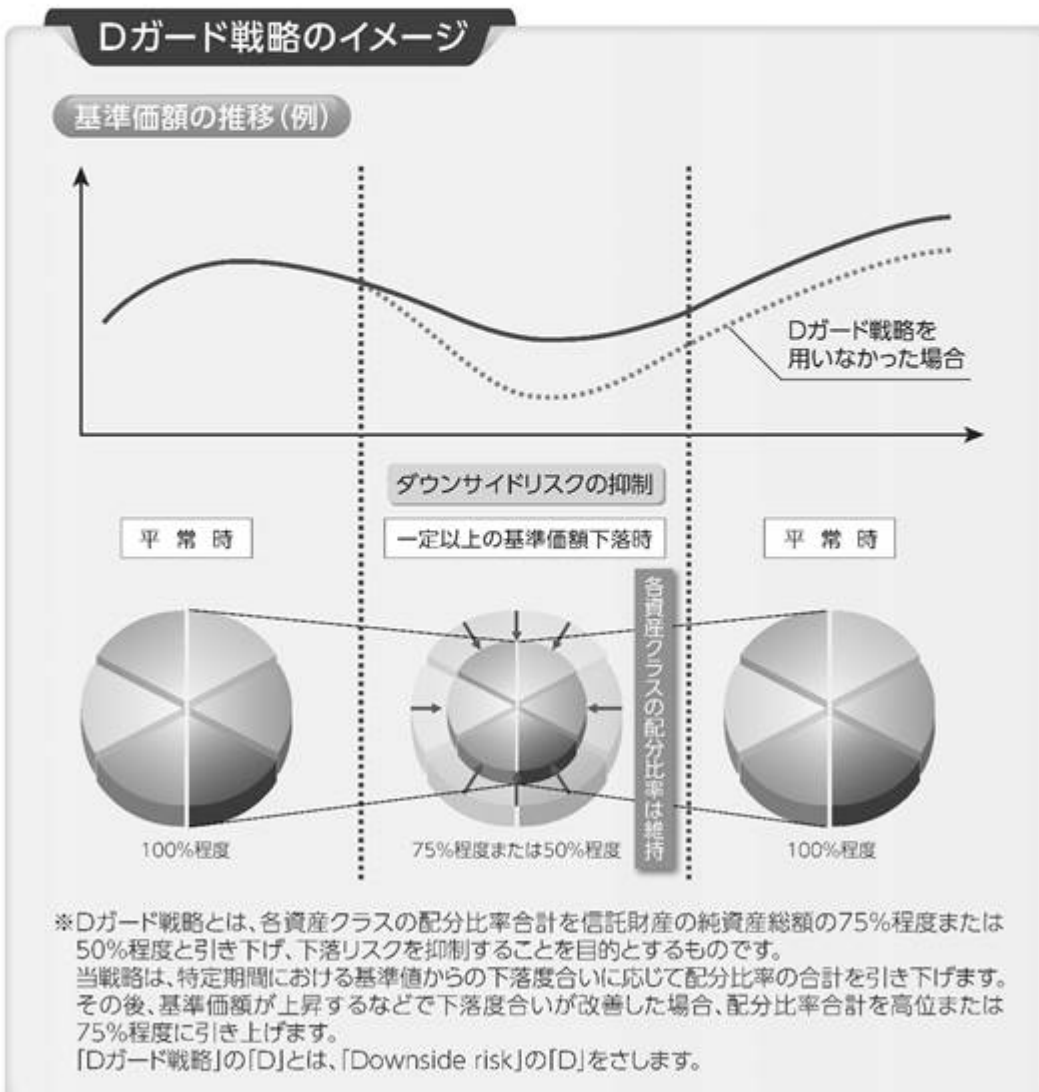 Dガード戦略のイメージ
基準価額の推移(例)
Dガード戦略を
用いなかった場合
ダウンサイドリスクの抑制
平常時
一定以上の基準価額下落時
平常時
各資産クラスの配分比率は維持
100%程度
75%程度または50%程度
100%程度
※Dガード戦略とは、各資産クラスの配分比率合計を信託財産の純資産総額の75%程度または
50%程度と引き下げ、下落リスクを抑制することを目的とするものです。
当戦略は、特定期間における基準値からの下落度合いに応じて配分比率の合計を引き下げます。
その後、基準価額が上昇するなどで下落度合いが改善した場合、配分比率合計を高位または
75%程度に引き上げます。
「Dガード戦略」の「D」とは、「Downside risk」の「D」をさします。